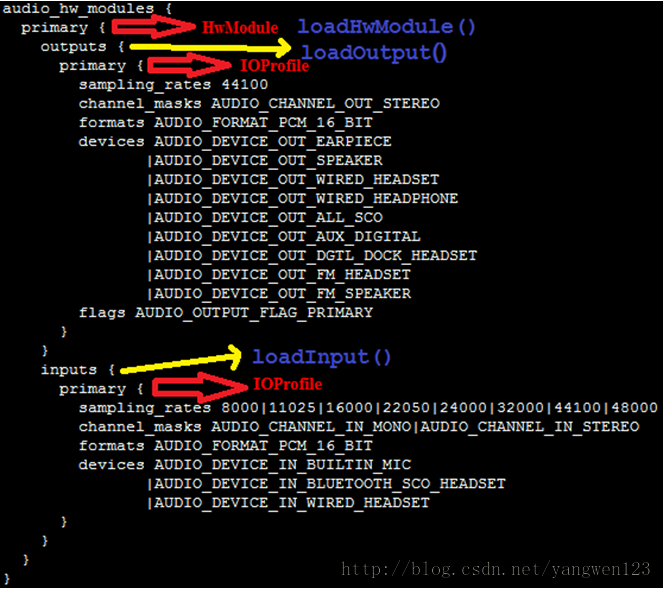 audio_hw_modules {
primary { HwModule loadHwModule()
outputs { loadOutput()
primary { IOProfile
sampling_rates 44100
channel_masks AUDIO_CHANNEL_OUT_STEREO
formats AUDIO_FORMAT_PCM_16_BIT
devices AUDIO_DEVICE_OUT_EARPIECE
|AUDIO_DEVICE_OUT_SPEAKER
|AUDIO_DEVICE_OUT_WIRED_HEADSET
|AUDIO_DEVICE_OUT_WIRED_HEADPHONE
|AUDIO_DEVICE_OUT_ALL_SCO
|AUDIO_DEVICE_OUT_AUX_DIGITAL
|AUDIO_DEVICE_OUT_DGTL_DOCK_HEADSET
|AUDIO_DEVICE_OUT_FM_HEADSET
|AUDIO_DEVICE_OUT_FM_SPEAKER
flags AUDIO_OUTPUT_FLAG_PRIMARY
}
}
inputs { loadInput()
primary { IOProfile
sampling_rates 8000|11025|16000|22050|24000|32000|44100|48000
channel_masks AUDIO_CHANNEL_IN_MONO|AUDIO_CHANNEL_IN_STEREO
formats AUDIO_FORMAT_PCM_16_BIT
devices AUDIO_DEVICE_IN_BUILTIN_MIC
|AUDIO_DEVICE_IN_BLUETOOTH_SCO_HEADSET
|AUDIO_DEVICE_IN_WIRED_HEADSET
}
}
}
}
http://blog.csdn.net/yangwen123